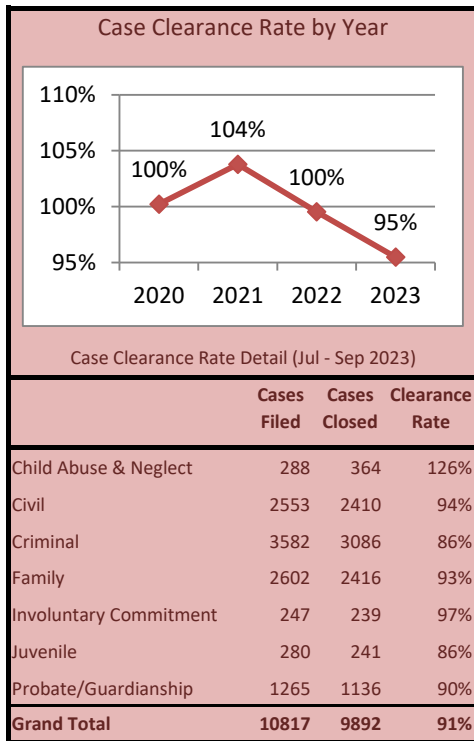 Case Clearance Rate by Year
110%
105%
100%
95%
100%
104%
100%
95%
2020 2021 2022 2023
Case Clearance Rate Detail (Jul - Sep 2023)
Cases Cases Clearance
Filed Closed Rate
Child Abuse & Neglect 288 364 126%
Civil 2553 2410 94%
Criminal 3582 3086 86%
Family 2602 2416 93%
Involuntary Commitment 247 239 97%
Juvenile 280 241 86%
Probate/Guardianship 1265 1136 90%
Grand Total 10817 9892 91%